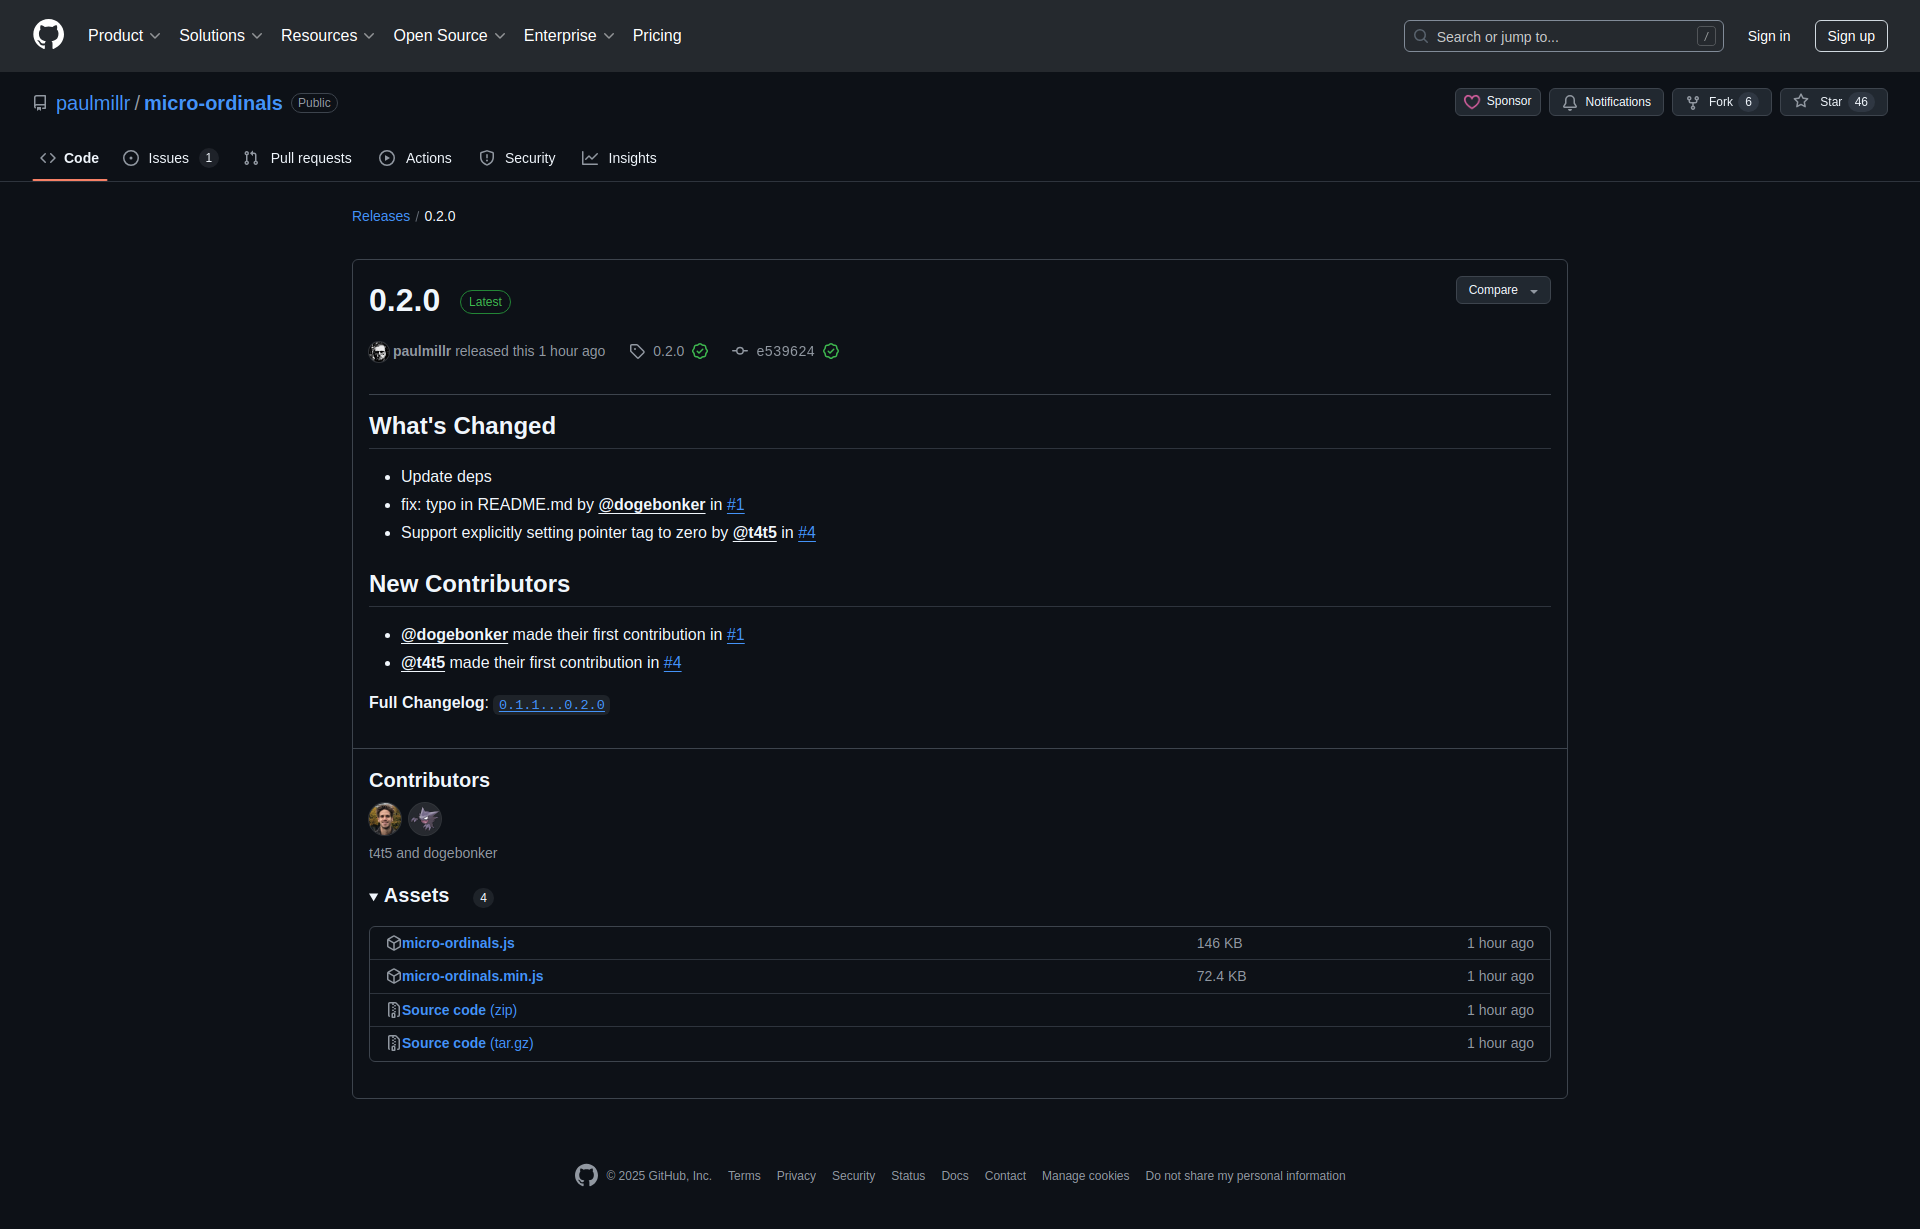 Product Solutions Resources Open Source Enterprise Pricing Search or jump to... / Sign in Sign up
paulmillr / micro-ordinals Public Sponsor Notifications Fork 6 Star 46
Code Issues 1 Pull requests Actions Security Insights
Releases / 0.2.0
0.2.0 Latest Compare
paulmillr released this 1 hour ago 0.2.0 e539624
What's Changed
Update deps
fix: typo in README.md by @dogebonker in #1
Support explicitly setting pointer tag to zero by @t4t5 in #4
New Contributors
@dogebonker made their first contribution in #1
@t4t5 made their first contribution in #4
Full Changelog: 0.1.1...0.2.0
Contributors
t4t5 and dogebonker
Assets 4
micro-ordinals.js 146 KB 1 hour ago
micro-ordinals.min.js 72.4 KB 1 hour ago
Source code (zip) 1 hour ago
Source code (tar.gz) 1 hour ago
© 2025 GitHub, Inc. Terms Privacy Security Status Docs Contact Manage cookies Do not share my personal information